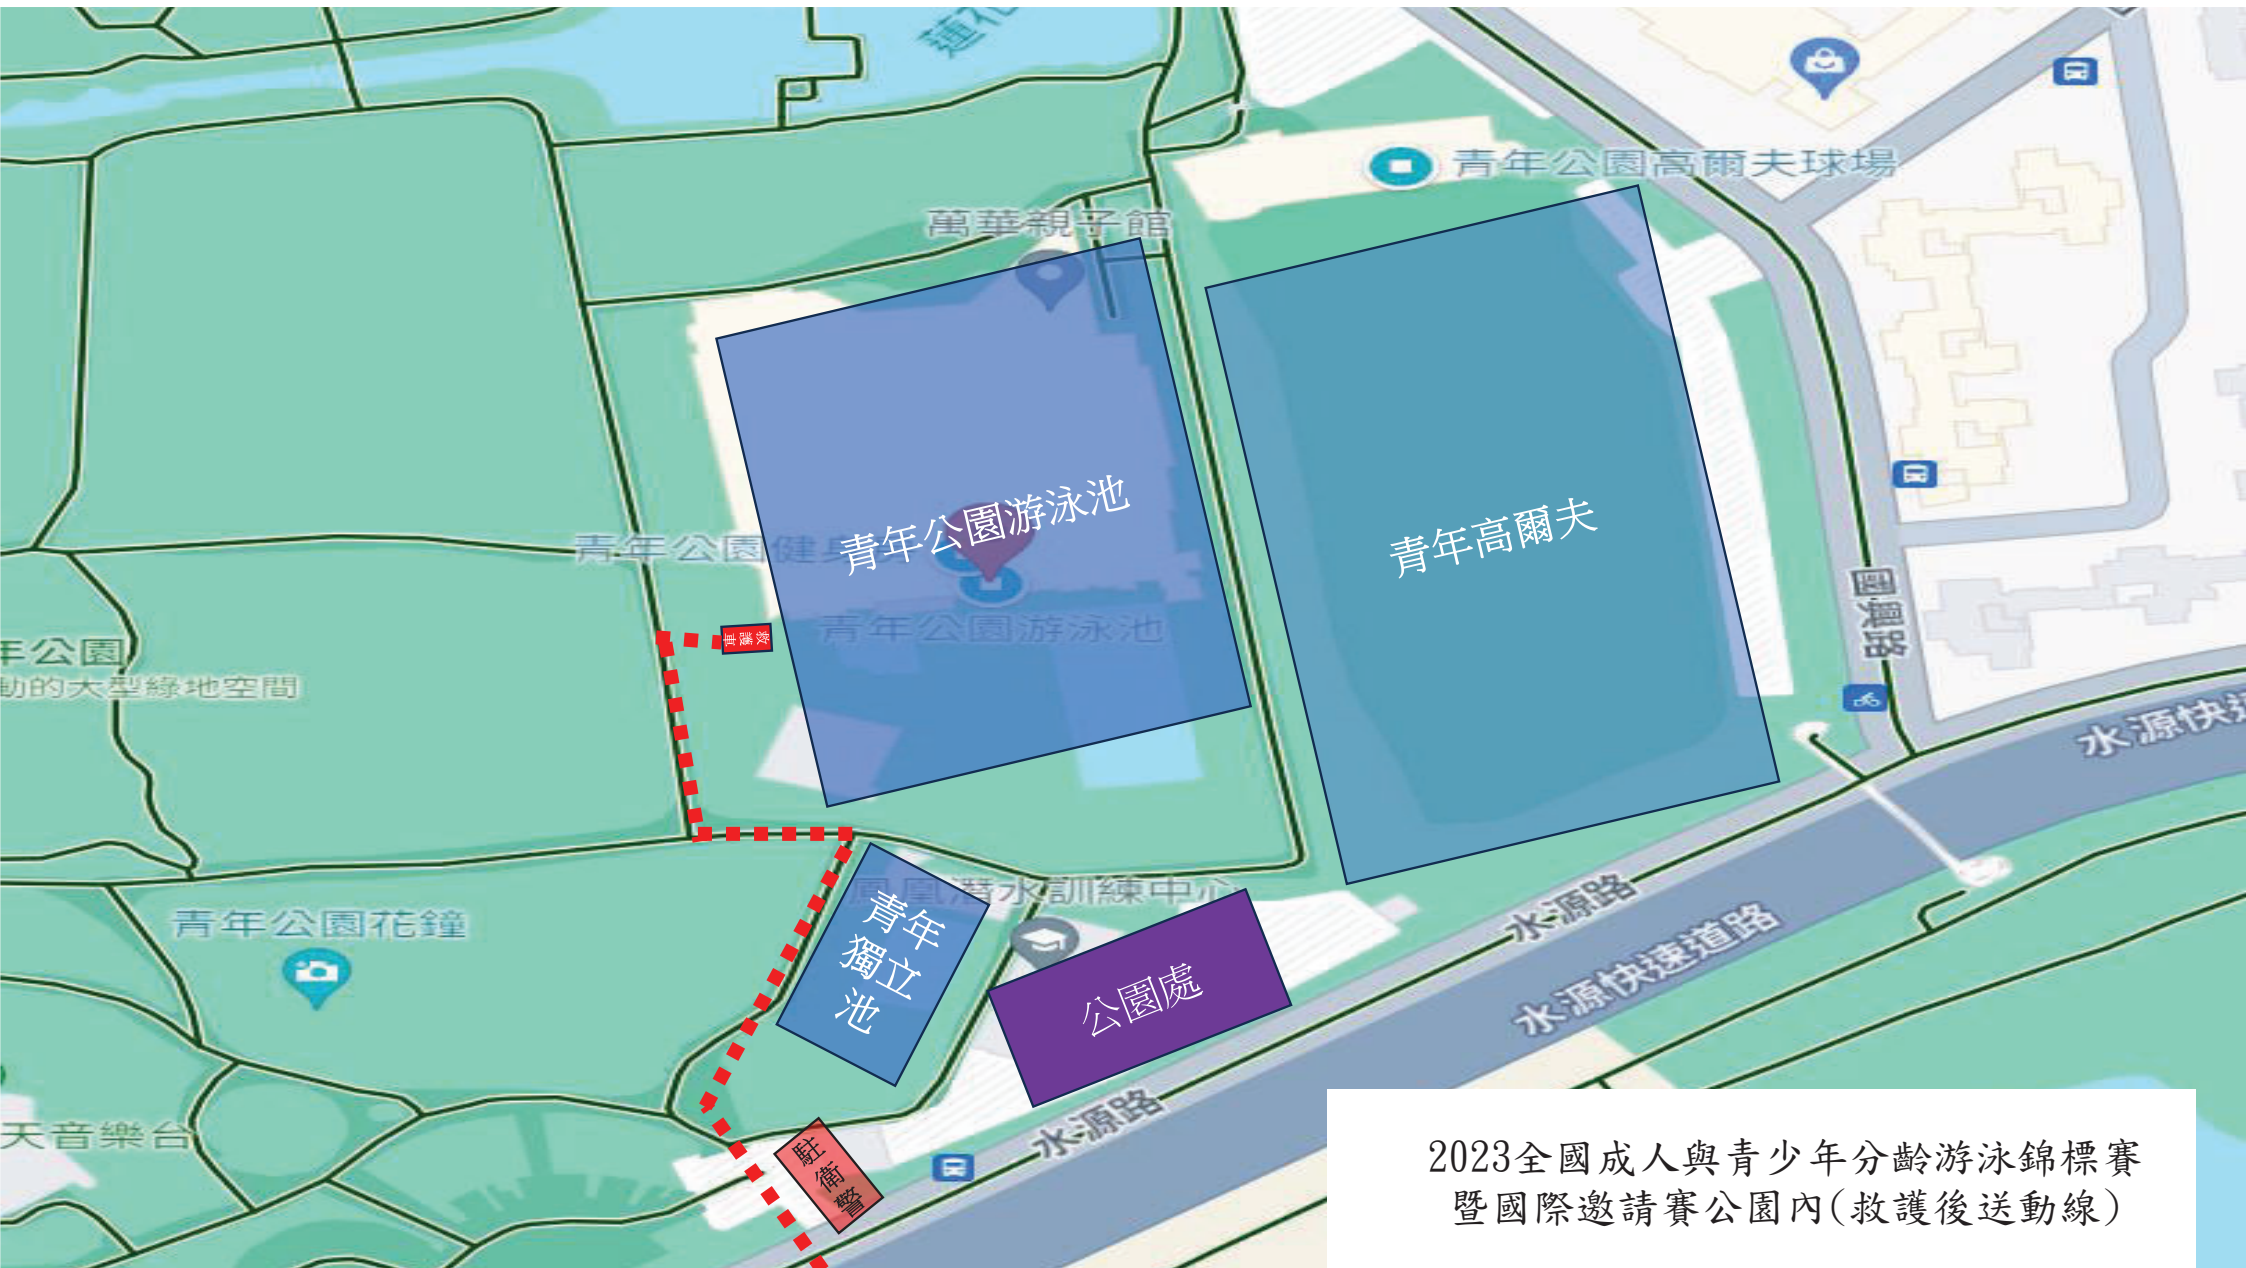 蓮花
青年公園高爾夫球場
萬華親子館
青年公園游泳池
青年高爾夫
青年公園健身
青年公園游泳池
救護車
國興路
年公園
動的大型綠地空間
水源快速
鳳凰潛水訓練中心
青年
獨立
池
青年公園花鐘
公園處
水源路
水源快速道路
天音樂台
水源路
駐衛警
2023全國成人與青少年分齡游泳錦標賽
暨國際邀請賽公園內(救護後送動線)